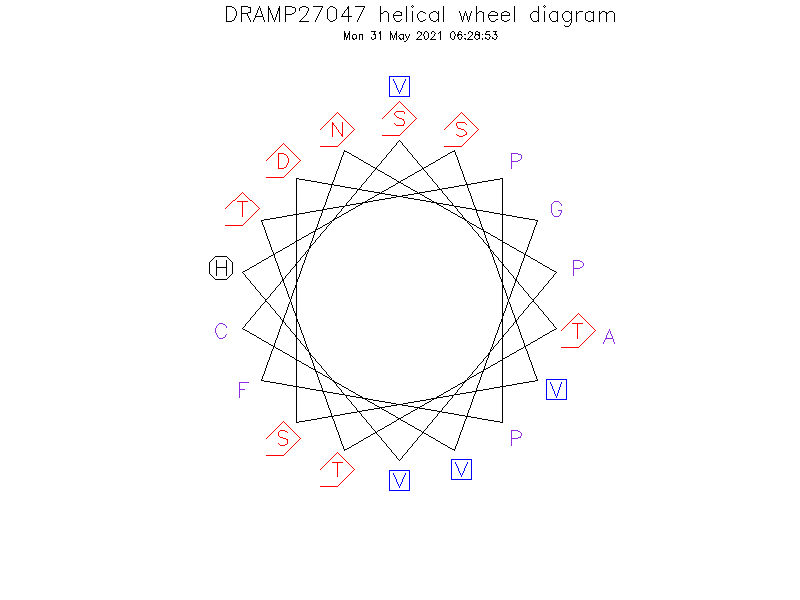 DRAMP27047 helical wheel diagram
Mon 31 May 2021 06:28:53
V
N S S
D P
T G
H P
C T A
F V
S P
T V V